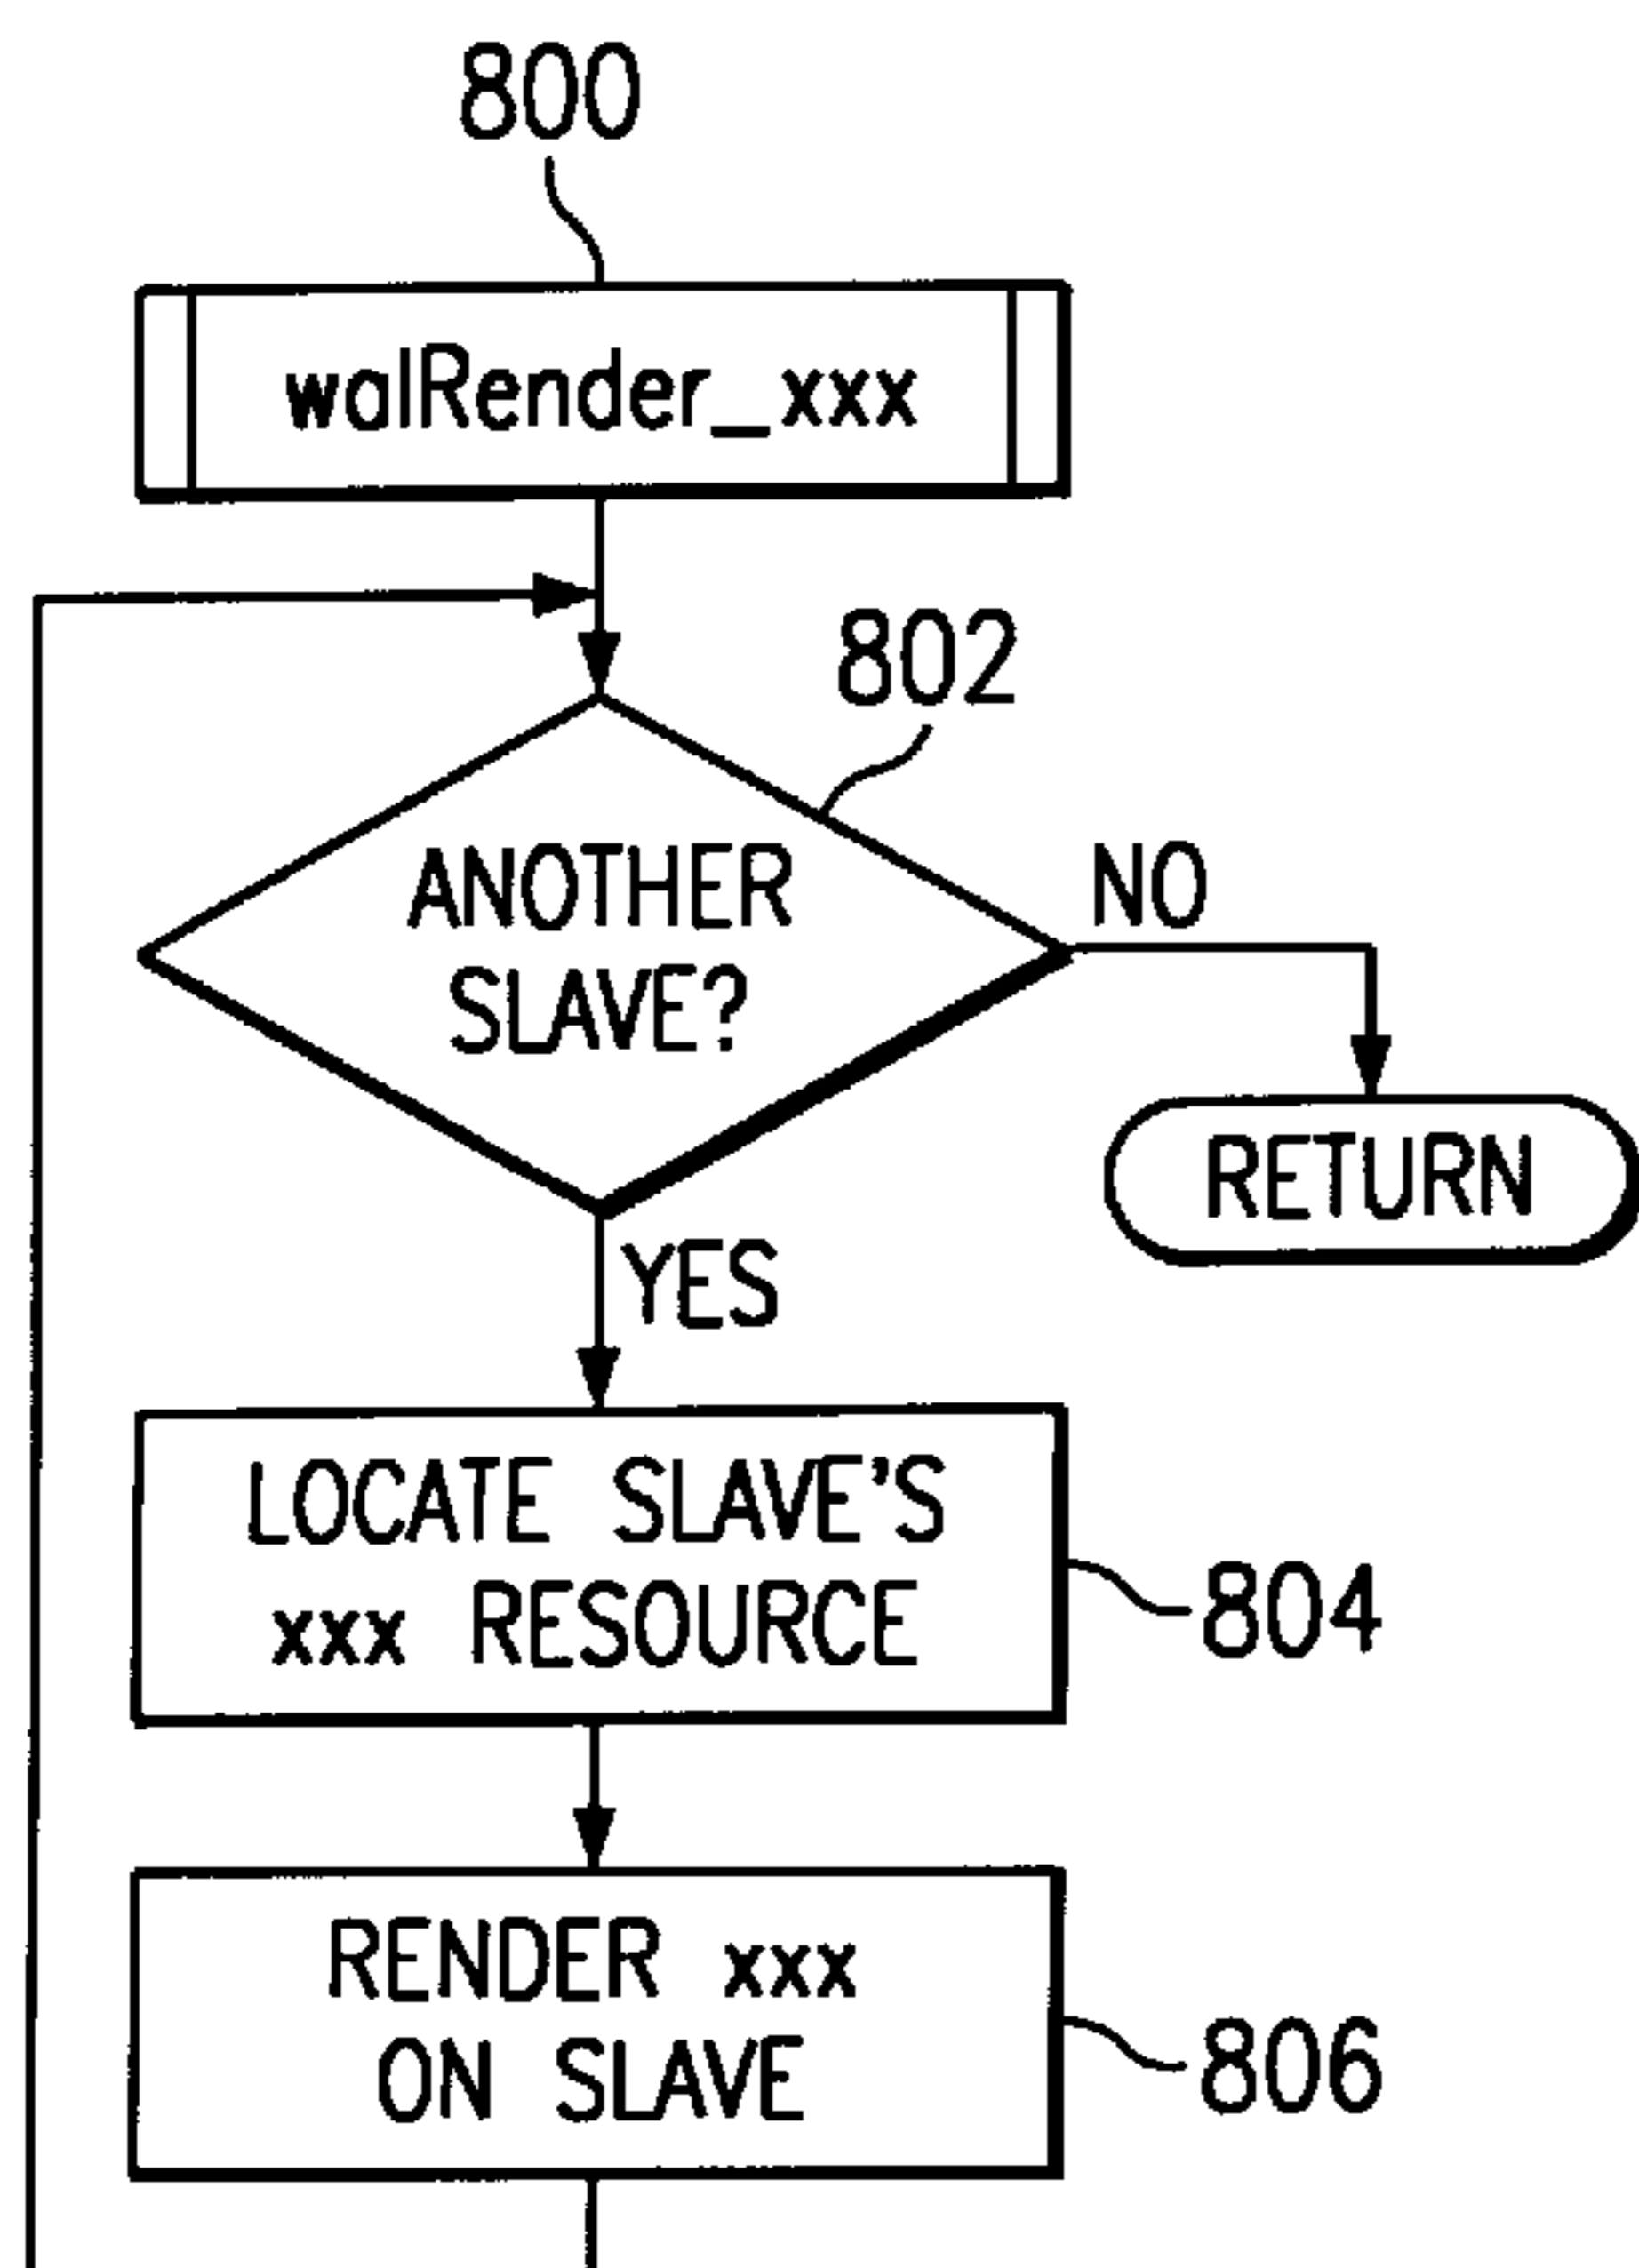 800
walRender_xxx
802
ANOTHER
SLAVE?
NO
RETURN
YES
LOCATE SLAVE'S
xxx RESOURCE
804
RENDER xxx
ON SLAVE
806